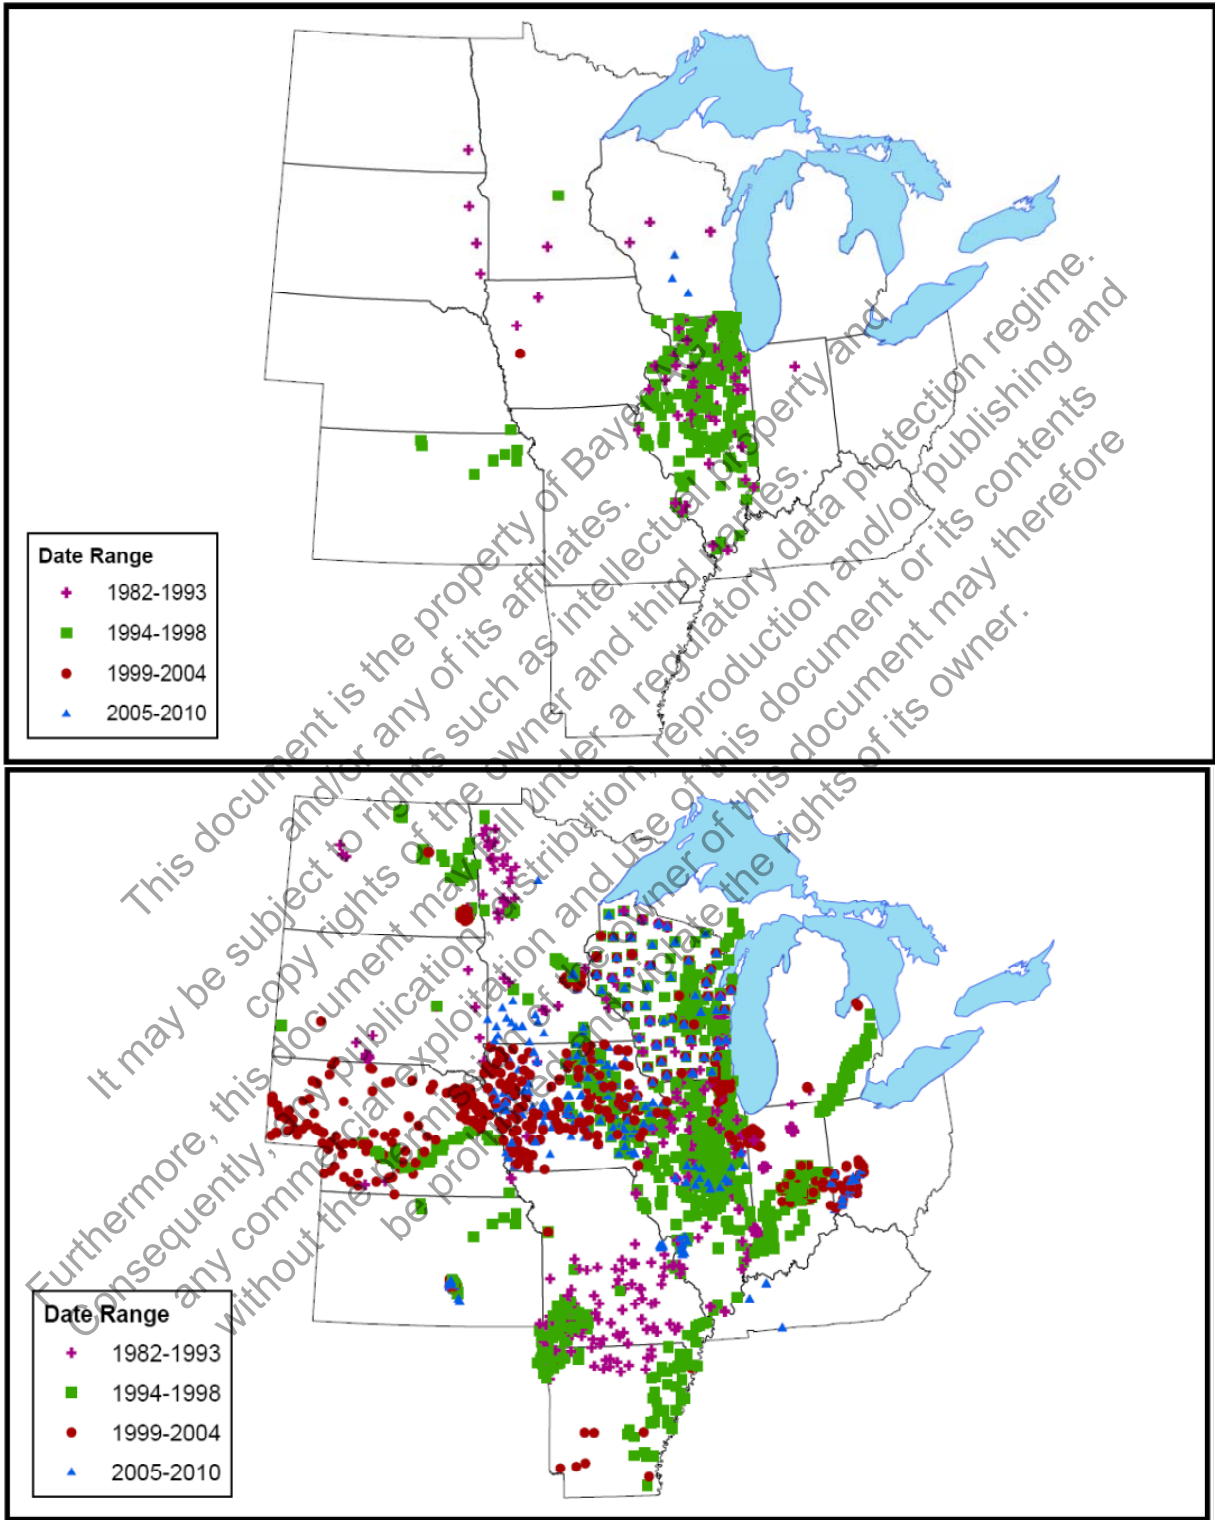 Date Range
1982-1993
1994-1998
1999-2004
2005-2010
This document is the property of Bayer
and/or any of its affiliates.
It may be subject to rights such as intellectual property and
copy rights of the owner and third parties.
Furthermore, this document may fall under a regulatory data protection regime.
Consequently, any publication, distribution, reproduction and/or publishing and
any commercial exploitation and use of this document or its contents
without the permission of the owner of this document may therefore
be prohibited and violate the rights of its owner.
Date Range
1982-1993
1994-1998
1999-2004
2005-2010